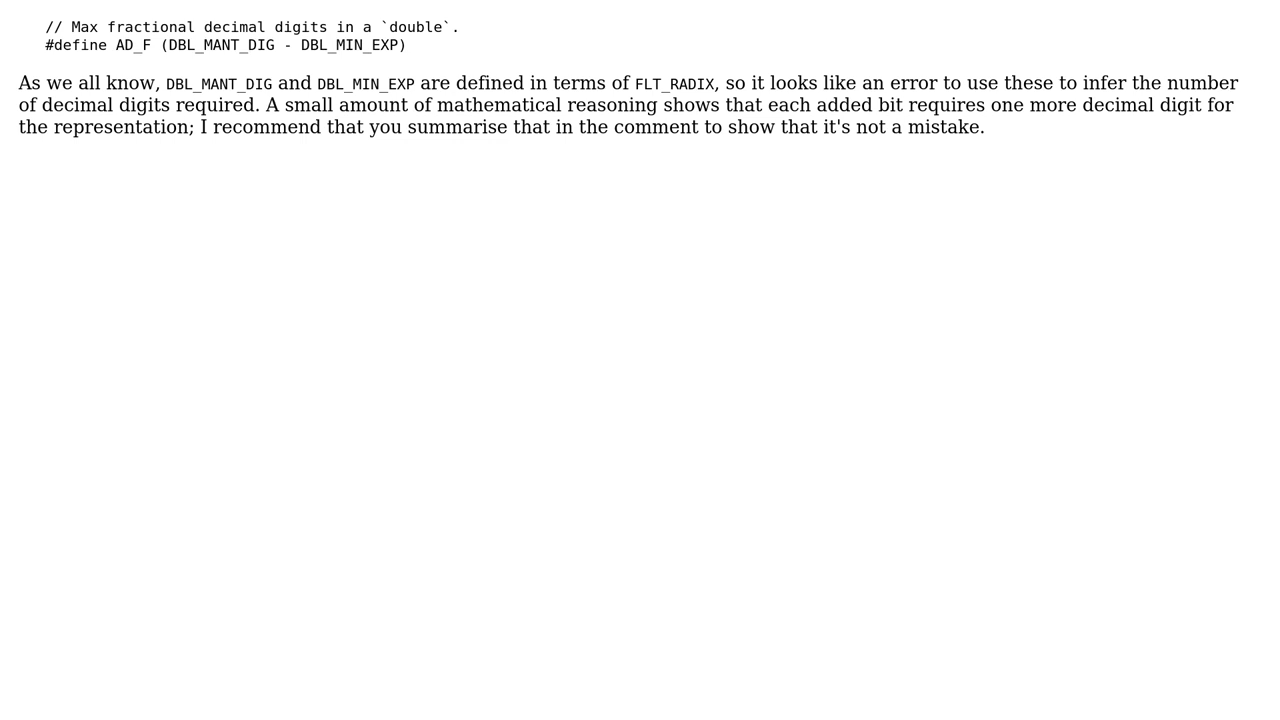 // Max fractional decimal digits in a `double`.
#define AD_F (DBL_MANT_DIG - DBL_MIN_EXP)
As we all know, DBL_MANT_DIG and DBL_MIN_EXP are defined in terms of FLT_RADIX, so it looks like an error to use these to infer the number
of decimal digits required. A small amount of mathematical reasoning shows that each added bit requires one more decimal digit for
the representation; I recommend that you summarise that in the comment to show that it's not a mistake.